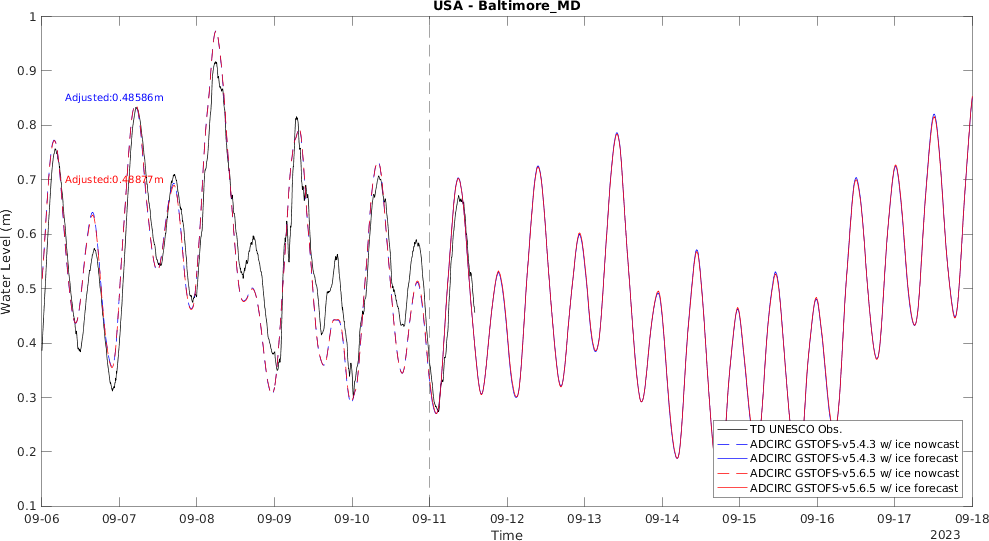 USA - Baltimore_MD
1
0.9
0.8
0.7
0.6
0.5
0.4
0.3
0.2
0.1
Water Level (m)
Adjusted:0.48586m
Adjusted:0.48877m
TD UNESCO Obs.
ADCIRC GSTOFS-v5.4.3 w/ ice nowcast
ADCIRC GSTOFS-v5.4.3 w/ ice forecast
ADCIRC GSTOFS-v5.6.5 w/ ice nowcast
ADCIRC GSTOFS-v5.6.5 w/ ice forecast
09-06 09-07 09-08 09-09 09-10 09-11 09-12 09-13 09-14 09-15 09-16 09-17 09-18
Time
2023